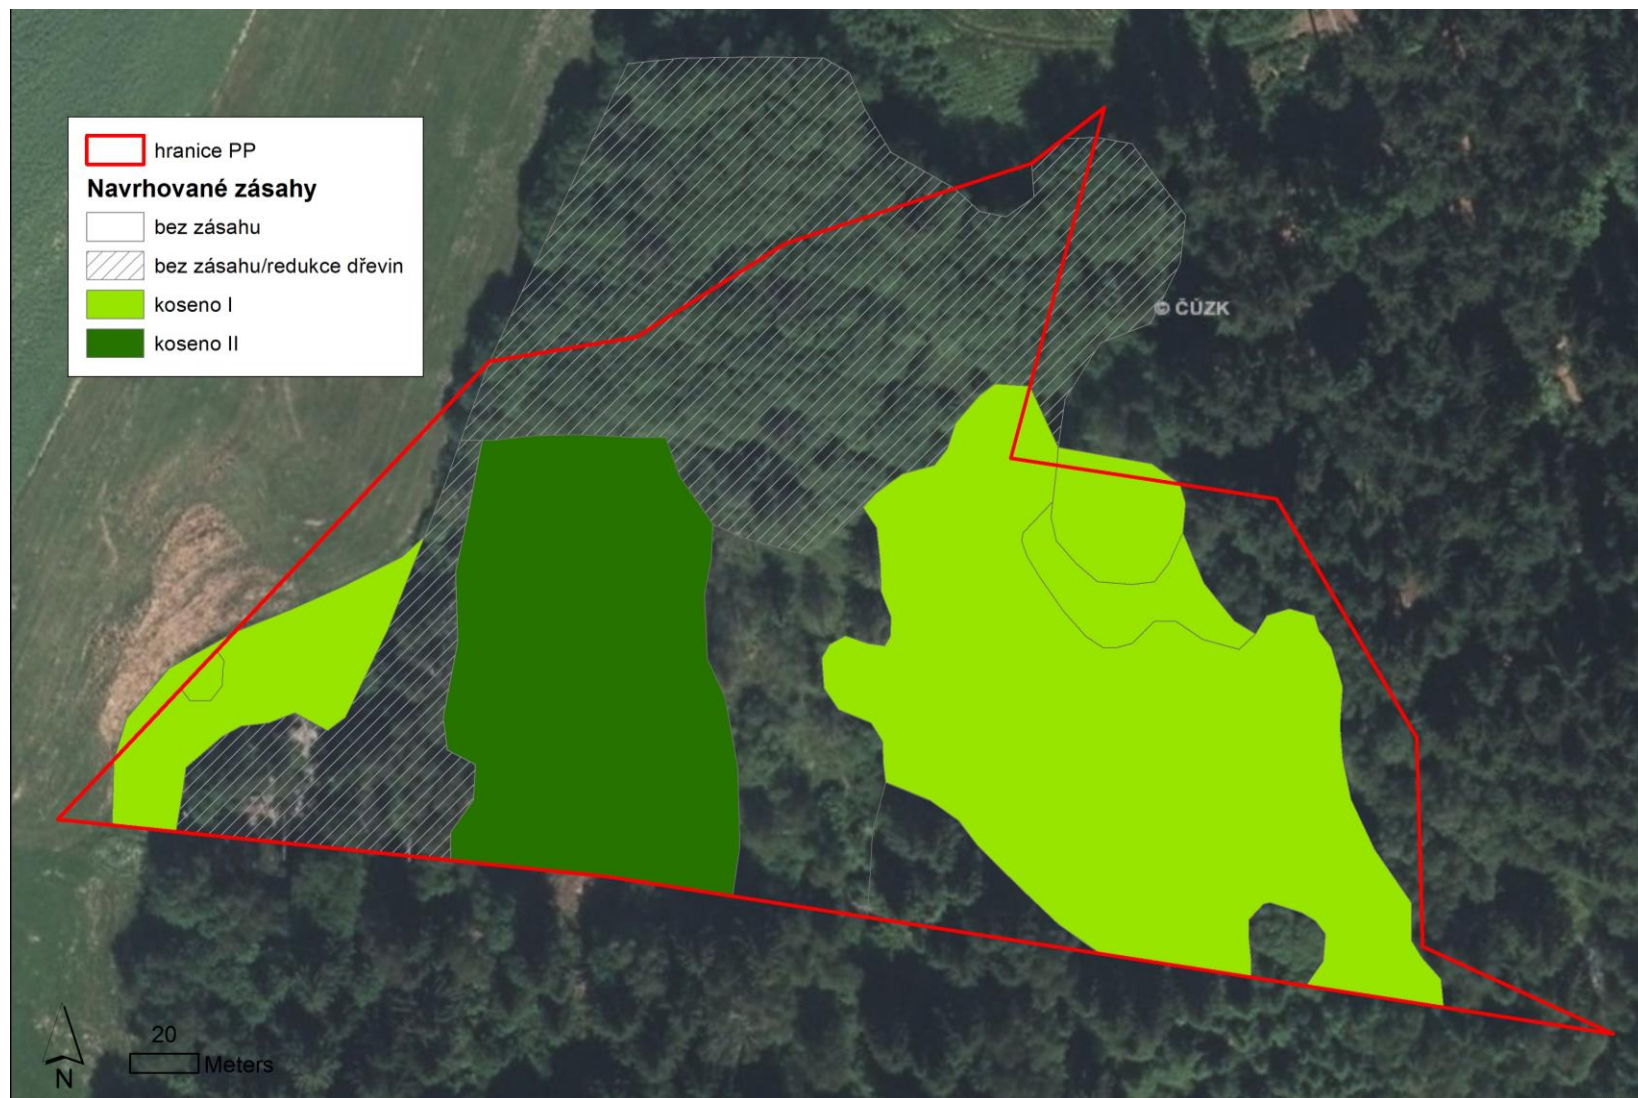 hranice PP
Navrhované zásahy
bez zásahu
bez zásahu/redukce dřevin
koseno I
koseno II
© ČÚZK
20
Meters
N